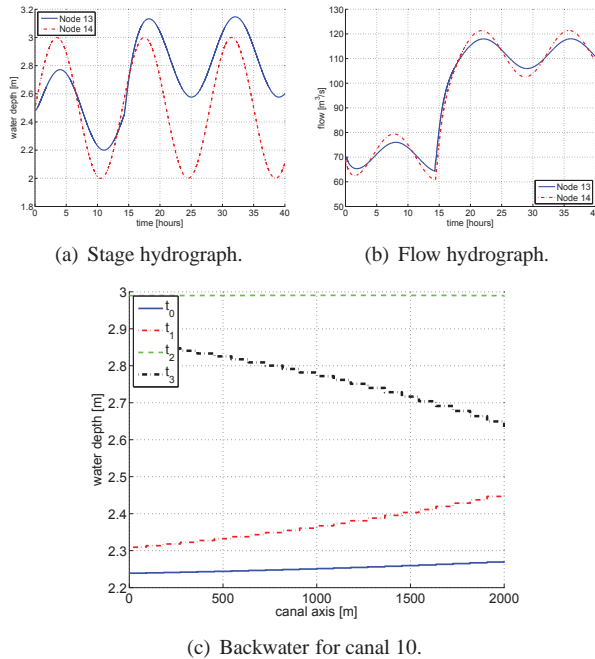 Node 13
Node 14
water depth [m]
3.2
3
2.8
2.6
2.4
2.2
2
1.8
0 5 10 15 20 25 30 35 40
time [hours]
(a) Stage hydrograph.
flow [m³/s]
130
120
110
100
90
80
70
60
50
0 5 10 15 20 25 30 35 40
time [hours]
Node 13
Node 14
(b) Flow hydrograph.
t₀
t₁
t₂
t₃
water depth [m]
3
2.9
2.8
2.7
2.6
2.5
2.4
2.3
2.2
0 500 1000 1500 2000
canal axis [m]
(c) Backwater for canal 10.